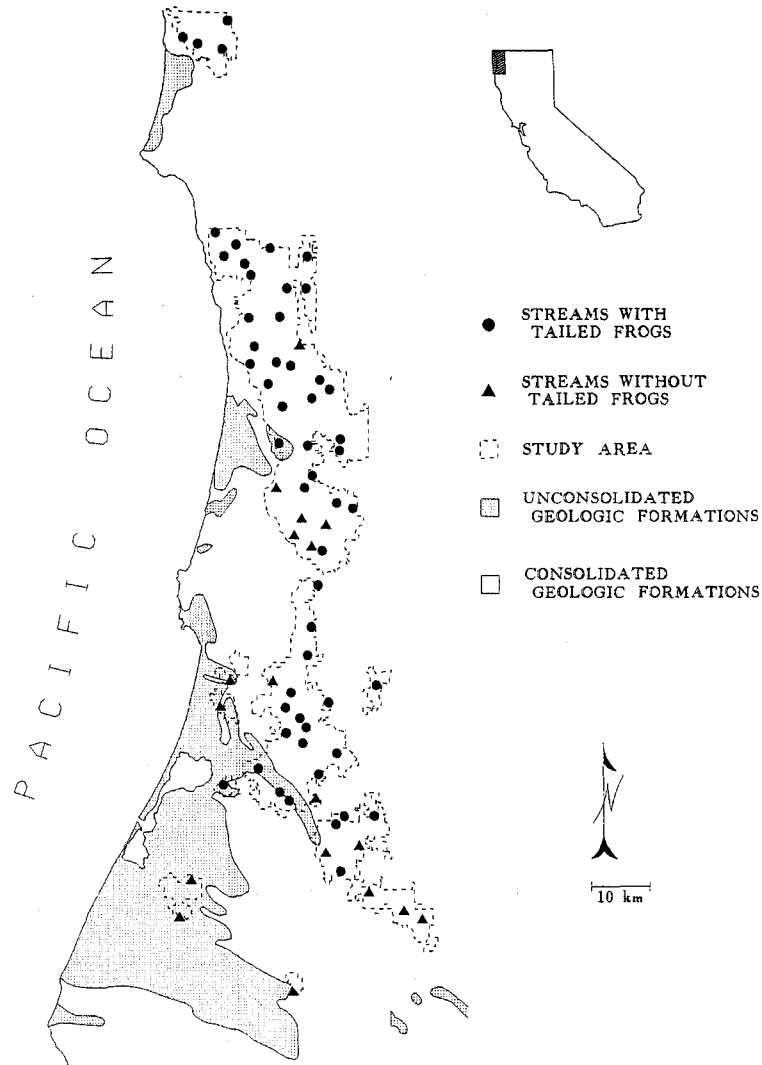 PACIFIC OCEAN
STREAMS WITH
TAILED FROGS
STREAMS WITHOUT
TAILED FROGS
STUDY AREA
UNCONSOLIDATED
GEOLOGIC FORMATIONS
CONSOLIDATED
GEOLOGIC FORMATIONS
N
10 km